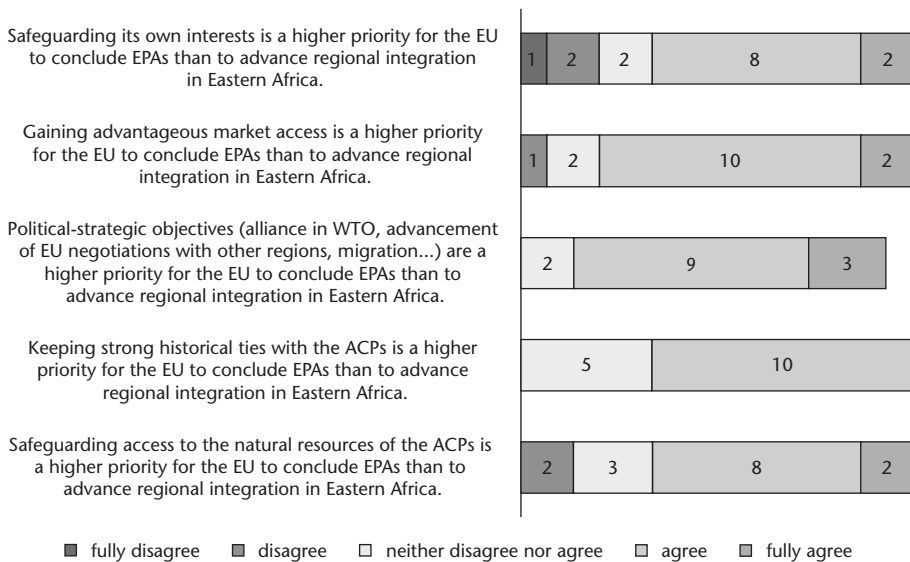 Safeguarding its own interests is a higher priority for the EU
to conclude EPAs than to advance regional integration
in Eastern Africa.
1 2 2 8 2
Gaining advantageous market access is a higher priority
for the EU to conclude EPAs than to advance regional
integration in Eastern Africa.
1 2 10 2
Political-strategic objectives (alliance in WTO, advancement
of EU negotiations with other regions, migration...) are a
higher priority for the EU to conclude EPAs than to
advance regional integration in Eastern Africa.
2 9 3
Keeping strong historical ties with the ACPs is a higher
priority for the EU to conclude EPAs than to advance
regional integration in Eastern Africa.
5 10
Safeguarding access to the natural resources of the ACPs is
a higher priority for the EU to conclude EPAs than to
advance regional integration in Eastern Africa.
2 3 8 2
fully disagree disagree neither disagree nor agree agree fully agree